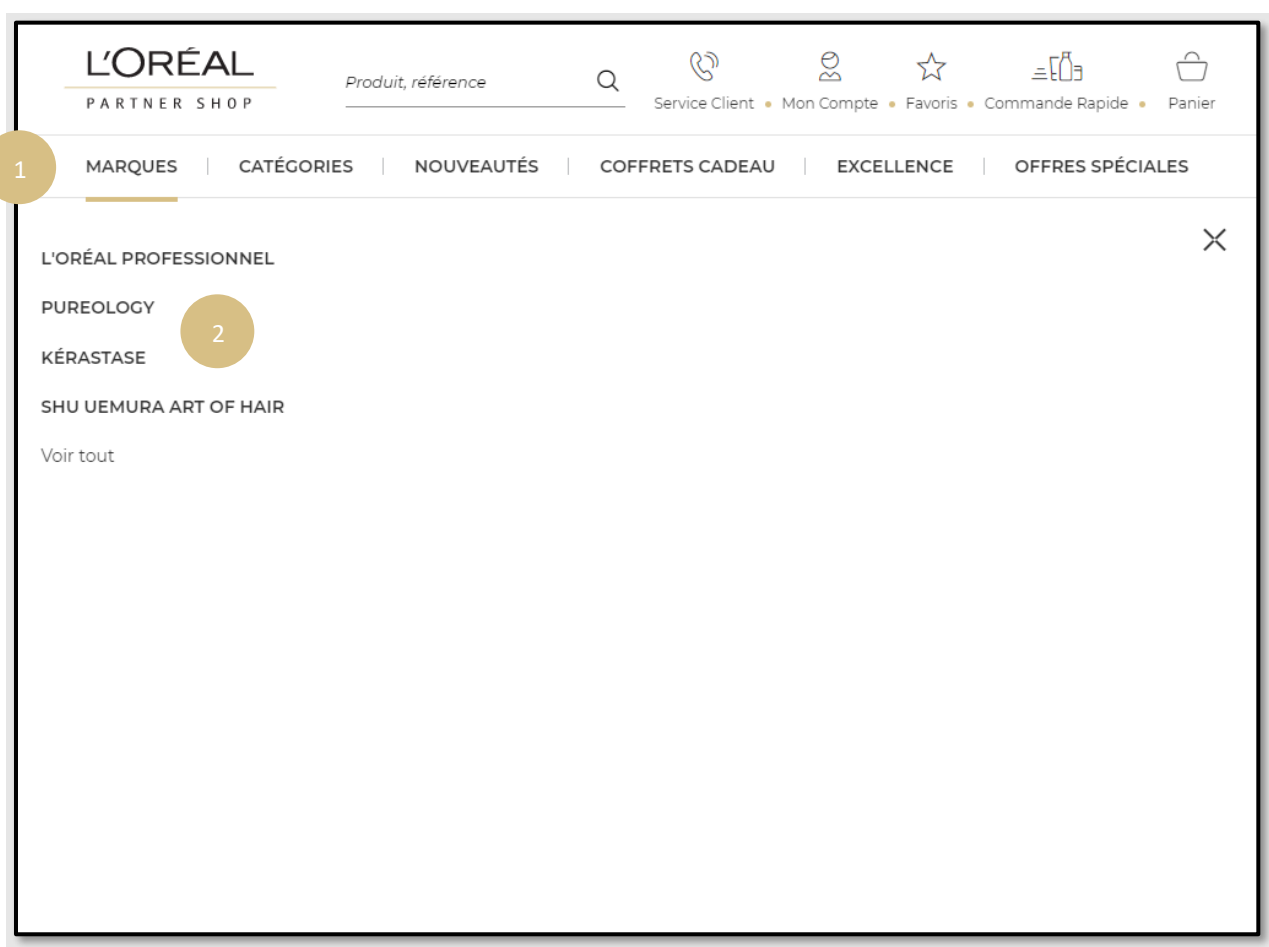 L'ORÉAL
PARTNER SHOP
Produit, référence
Service Client • Mon Compte • Favoris • Commande Rapide • Panier
1
MARQUES | CATÉGORIES | NOUVEAUTÉS | COFFRETS CADEAU | EXCELLENCE | OFFRES SPÉCIALES
L'ORÉAL PROFESSIONNEL
PUREOLOGY
2
KÉRASTASE
SHU UEMURA ART OF HAIR
Voir tout